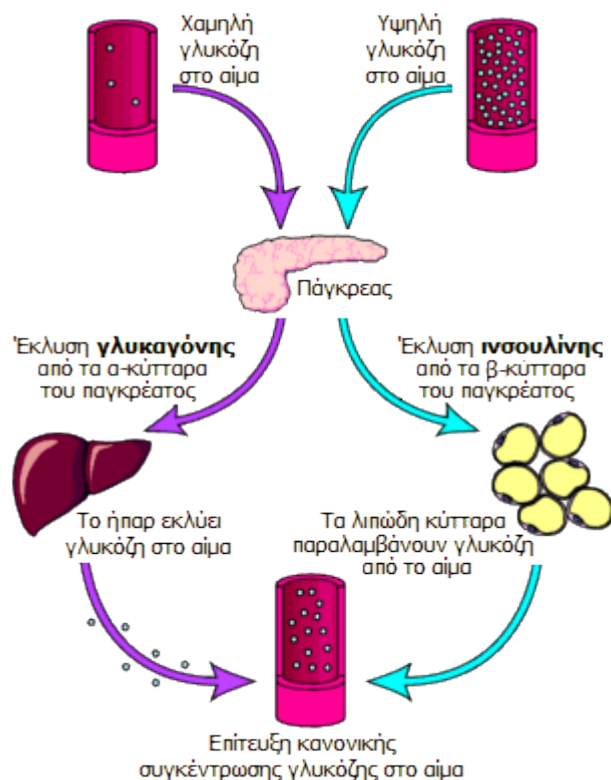 Χαμηλή
γλυκόζη
στο αίμα
Υψηλή
γλυκόζη
στο αίμα
Πάγκρεας
Έκλυση γλυκαγόνης
από τα α-κύτταρα
του παγκρέατος
Έκλυση ινσουλίνης
από τα β-κύτταρα
του παγκρέατος
Το ήπαρ εκλύει
γλυκόζη στο αίμα
Τα λιπώδη κύτταρα
παραλαμβάνουν γλυκόζη
από το αίμα
Επίτευξη κανονικής
συγκέντρωσης γλυκόζης στο αίμα